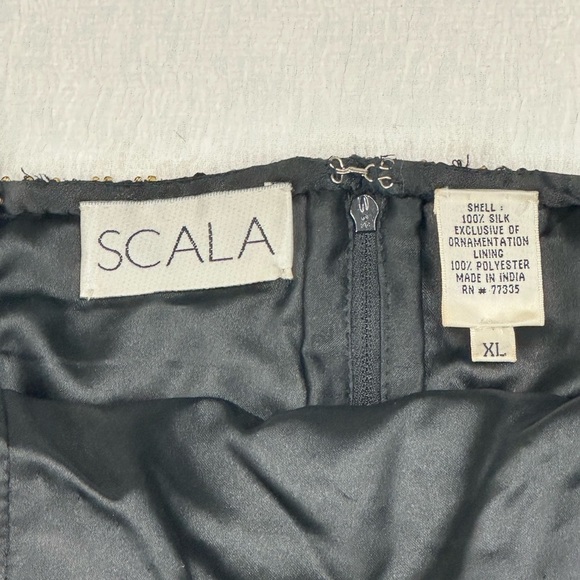 SCALA
SHELL :
100% SILK
EXCLUSIVE OF
ORNAMENTATION
LINING
100% POLYESTER
MADE IN INDIA
RN # 77335
XL